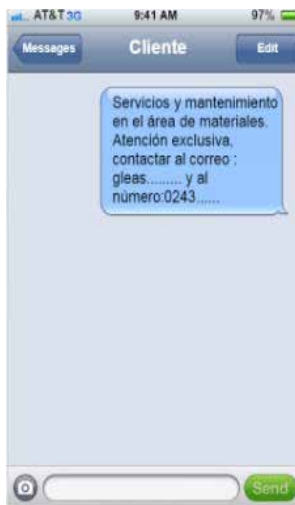 AT&T 3G 9:41 AM 97%
Messages Cliente Edit
Servicios y mantenimiento
en el área de materiales.
Atención exclusiva,
contactar al correo :
gleas......... y al
número:0243......
Send